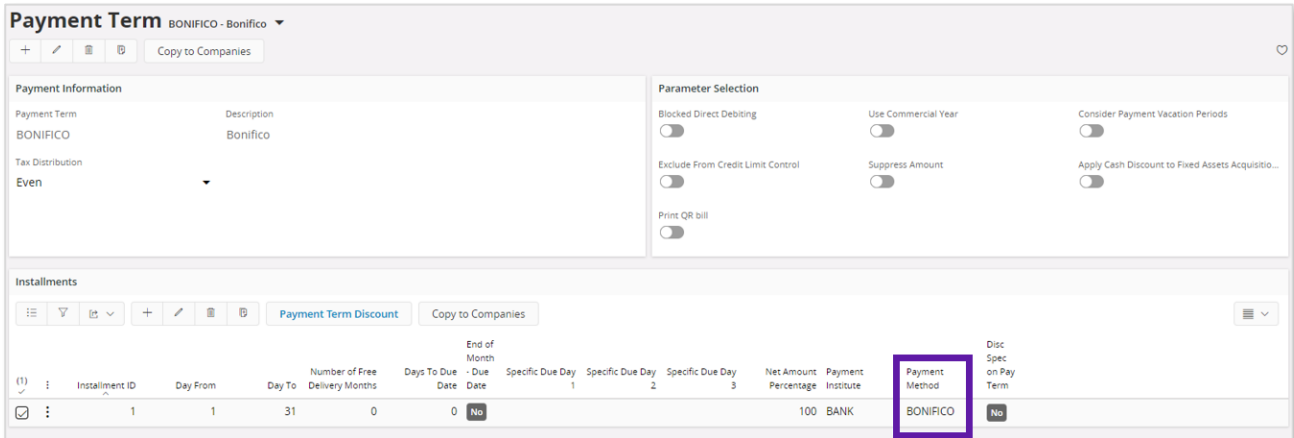 Payment Term BONIFICO - Bonifico
Copy to Companies
Payment Information
Parameter Selection
Payment Term Description
BONIFICO Bonifico
Tax Distribution
Even
Blocked Direct Debiting Use Commercial Year Consider Payment Vacation Periods
Exclude From Credit Limit Control Suppress Amount Apply Cash Discount to Fixed Assets Acquisitio...
Print QR bill
Installments
Payment Term Discount Copy to Companies
(1)
Installment ID
Day From
Day To
Number of Free
Delivery Months
Days To Due
Date
End of
Month
- Due
Date
Specific Due Day
1
Specific Due Day
2
Specific Due Day
3
Net Amount
Percentage
Payment
Institute
Payment
Method
Disc
Spec
on Pay
Term
1 1 31 0 0 No 100 BANK BONIFICO No